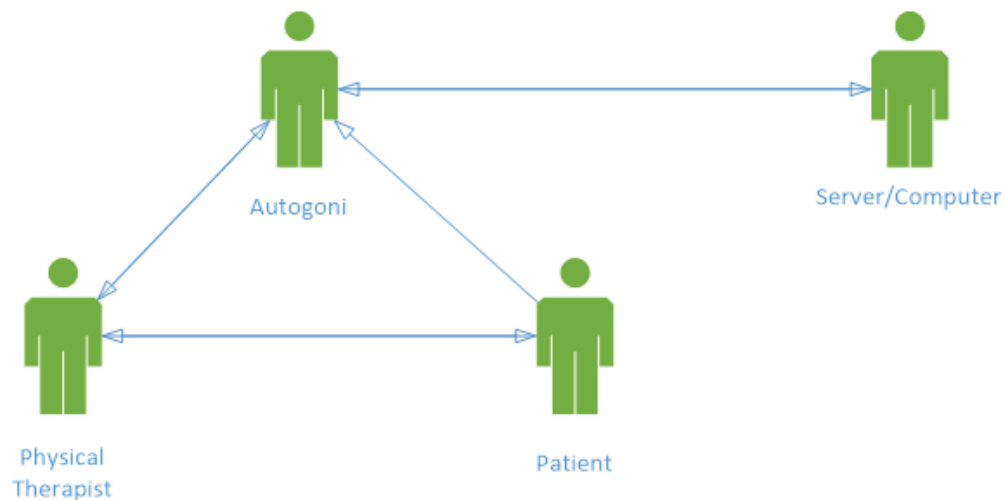 Autogoni
Server/Computer
Physical
Therapist
Patient